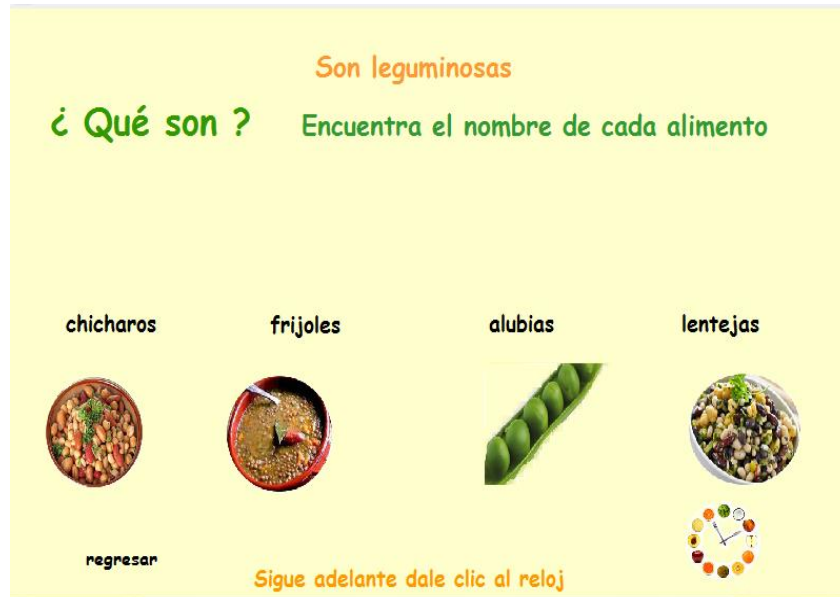 Son leguminosas
¿ Qué son ?
Encuentra el nombre de cada alimento
chicharos
frijoles
alubias
lentejas
regresar
Sigue adelante dale clic al reloj